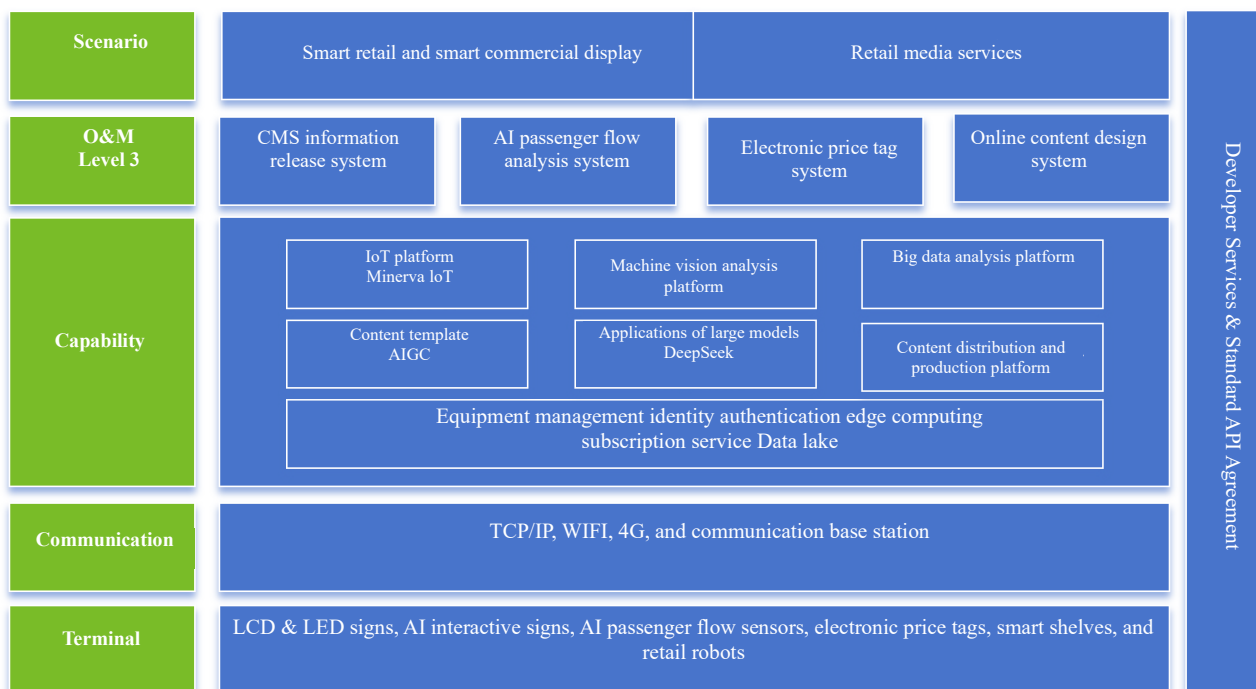 Scenario
Smart retail and smart commercial display
Retail media services
O&M
Level 3
CMS information
release system
AI passenger flow
analysis system
Electronic price tag
system
Online content design
system
Capability
IoT platform
Minerva loT
Machine vision analysis
platform
Big data analysis platform
Content template
AIGC
Applications of large models
DeepSeek
Content distribution and
production platform
Equipment management identity authentication edge computing
subscription service Data lake
Communication
TCP/IP, WIFI, 4G, and communication base station
Terminal
LCD & LED signs, AI interactive signs, AI passenger flow sensors, electronic price tags, smart shelves, and
retail robots
Developer Services & Standard API Agreement